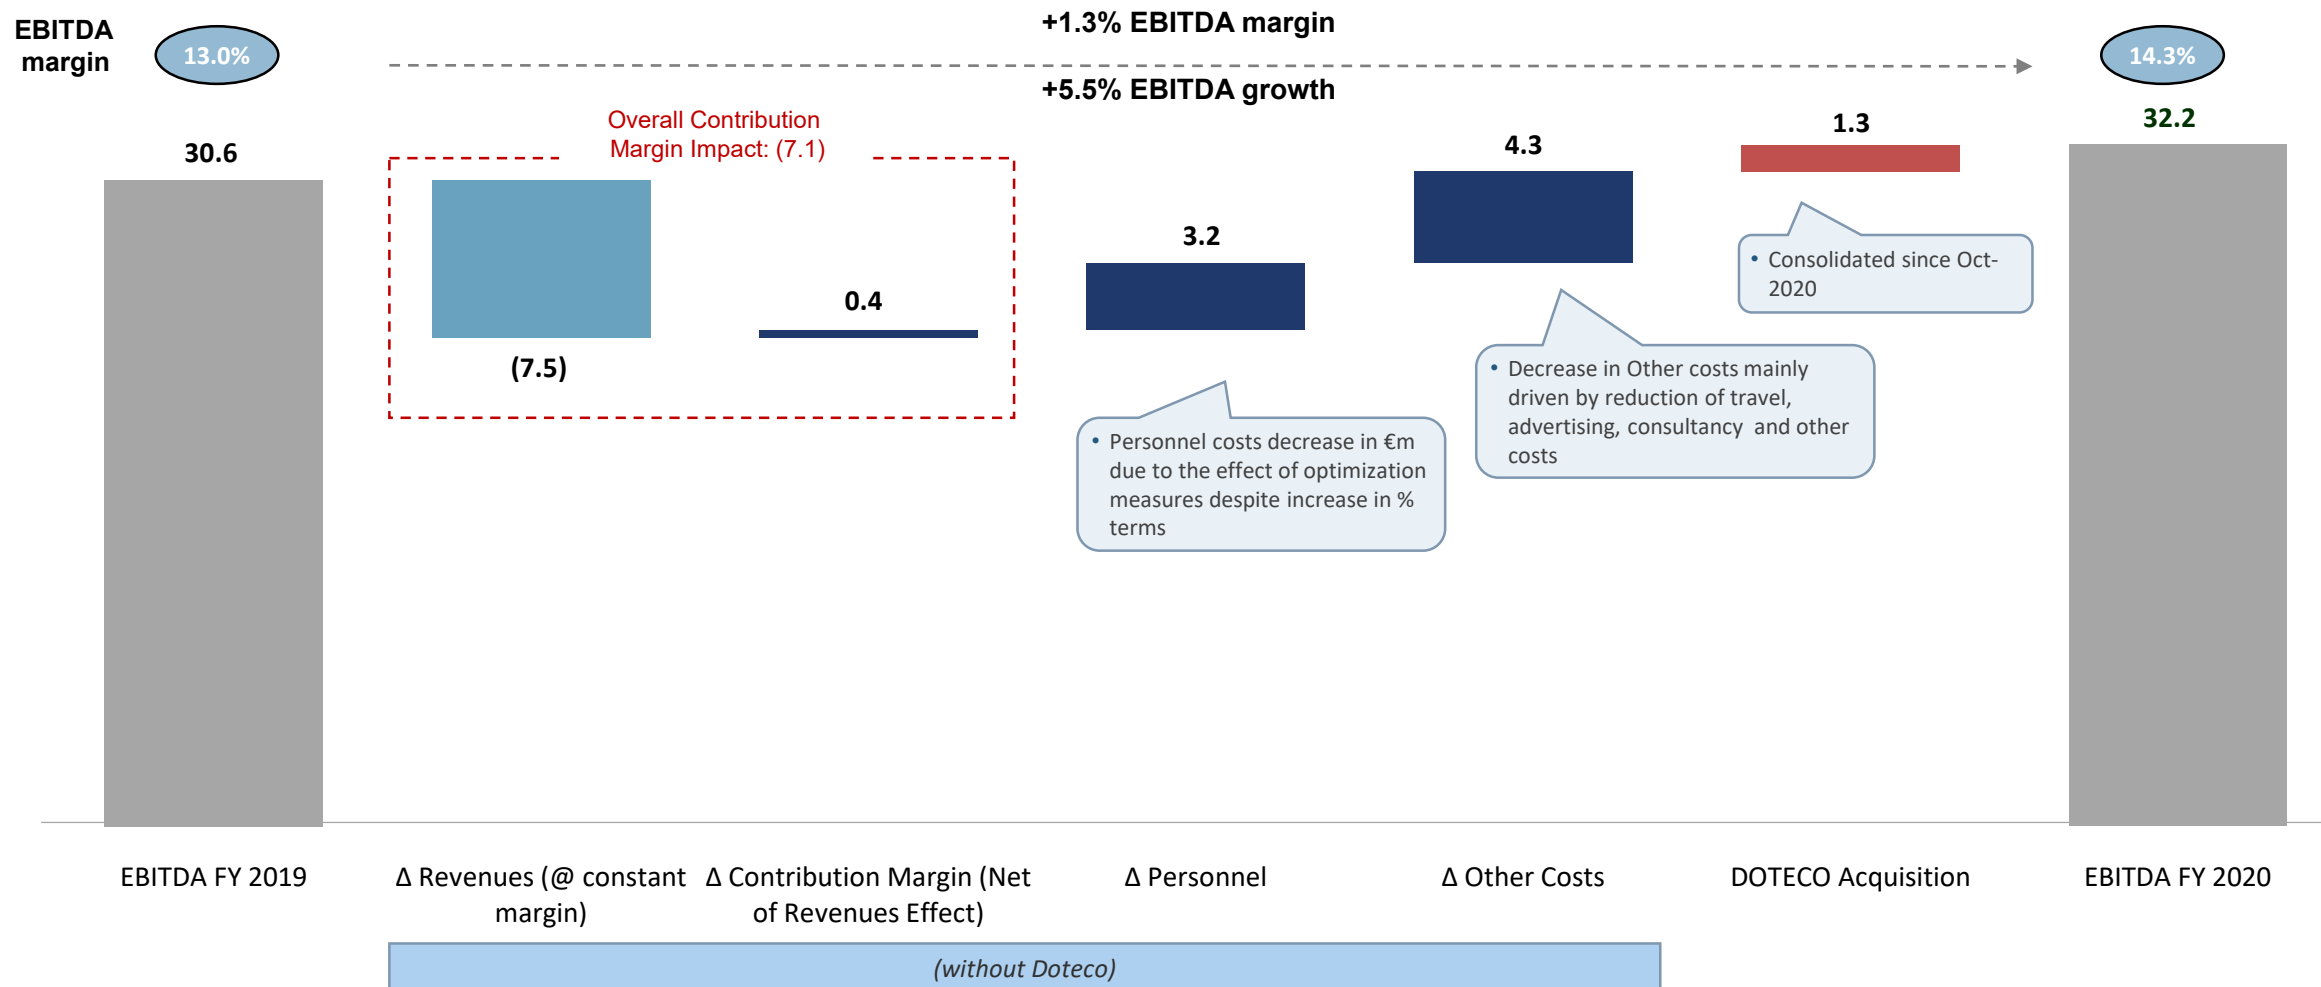 EBITDA
margin
13.0%
+1.3% EBITDA margin
+5.5% EBITDA growth
14.3%
30.6
Overall Contribution
Margin Impact: (7.1)
(7.5)
0.4
3.2
4.3
1.3
32.2
• Consolidated since Oct-
2020
• Decrease in Other costs mainly
driven by reduction of travel,
advertising, consultancy and other
costs
• Personnel costs decrease in €m
due to the effect of optimization
measures despite increase in %
terms
EBITDA FY 2019
Δ Revenues (@ constant
margin)
Δ Contribution Margin (Net
of Revenues Effect)
Δ Personnel
Δ Other Costs
DOTECO Acquisition
EBITDA FY 2020
(without Doteco)